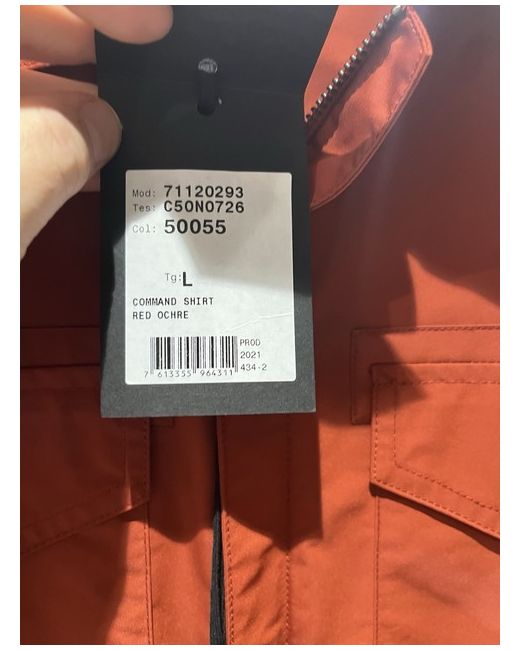 Mod: 71120293
Tes: C50N0726
Col: 50055
Tg: L
COMMAND SHIRT
RED OCHRE
PROD
2021
434-2
7 613355 964311